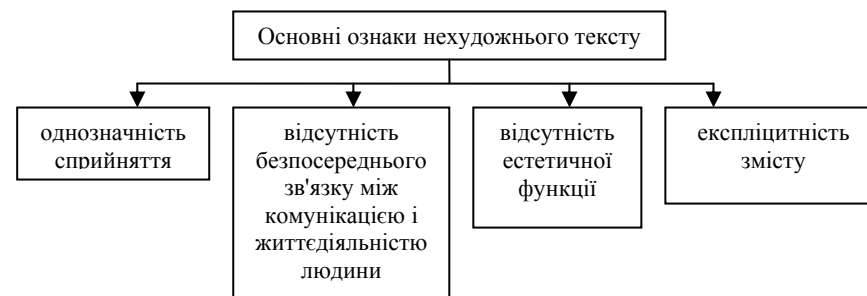 Основні ознаки нехудожнього тексту
однозначність
сприйняття
відсутність
безпосереднього
зв'язку між
комунікацією і
життєдіяльністю
людини
відсутність
естетичної
функції
експліцитність
змісту